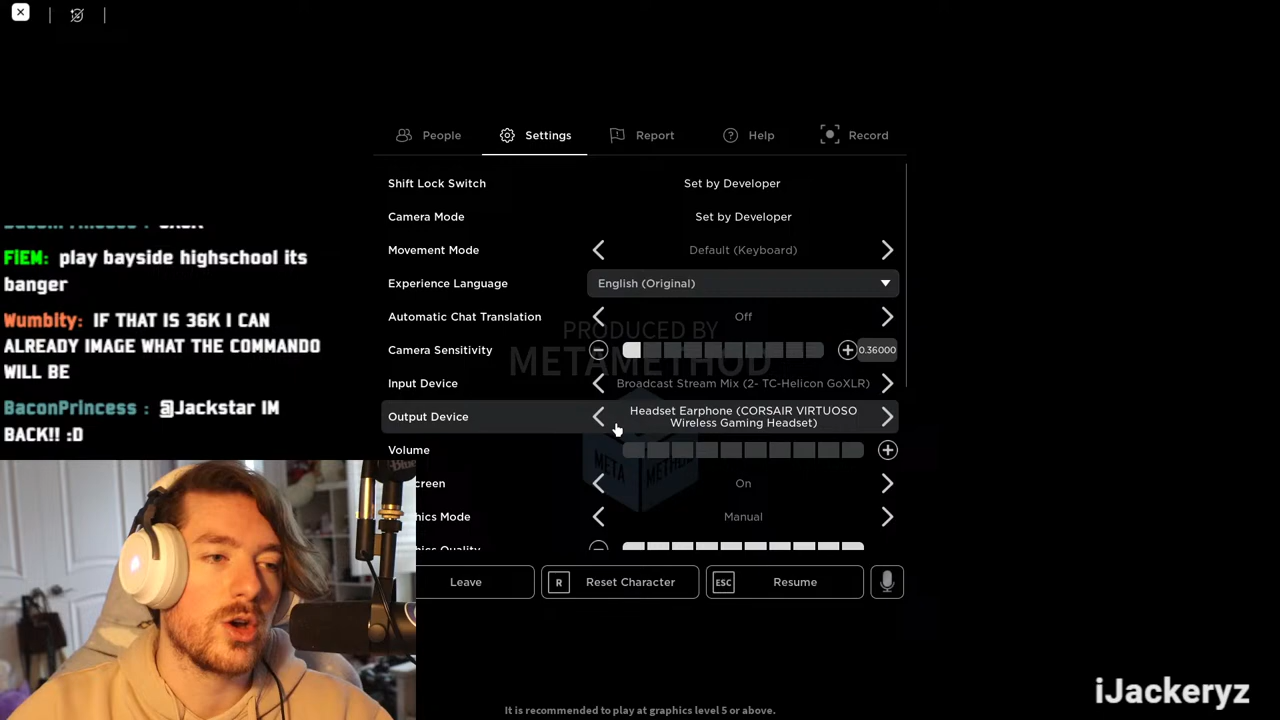 People
Settings
Report
Help
Record
Shift Lock Switch
Set by Developer
Camera Mode
Set by Developer
Movement Mode
Default (Keyboard)
Experience Language
English (Original)
Automatic Chat Translation
Off
Camera Sensitivity
0.36000
Input Device
Broadcast Stream Mix (2- TC-Helicon GoXLR)
Output Device
Headset Earphone (CORSAIR VIRTUOSO
Wireless Gaming Headset)
Volume
reen
On
ics Mode
Manual
Leave
R
Reset Character
ESC
Resume
PRODUCED BY
METAMETHOD
META
METHOD
FiEM: play bayside highschool its
banger
Wumbity: IF THAT IS 36K I CAN
ALREADY IMAGE WHAT THE COMMANDO
WILL BE
BaconPrincess : @Jackstar IM
BACK!! :D
Blue
iJackeryz
It is recommended to play at graphics level 5 or above.